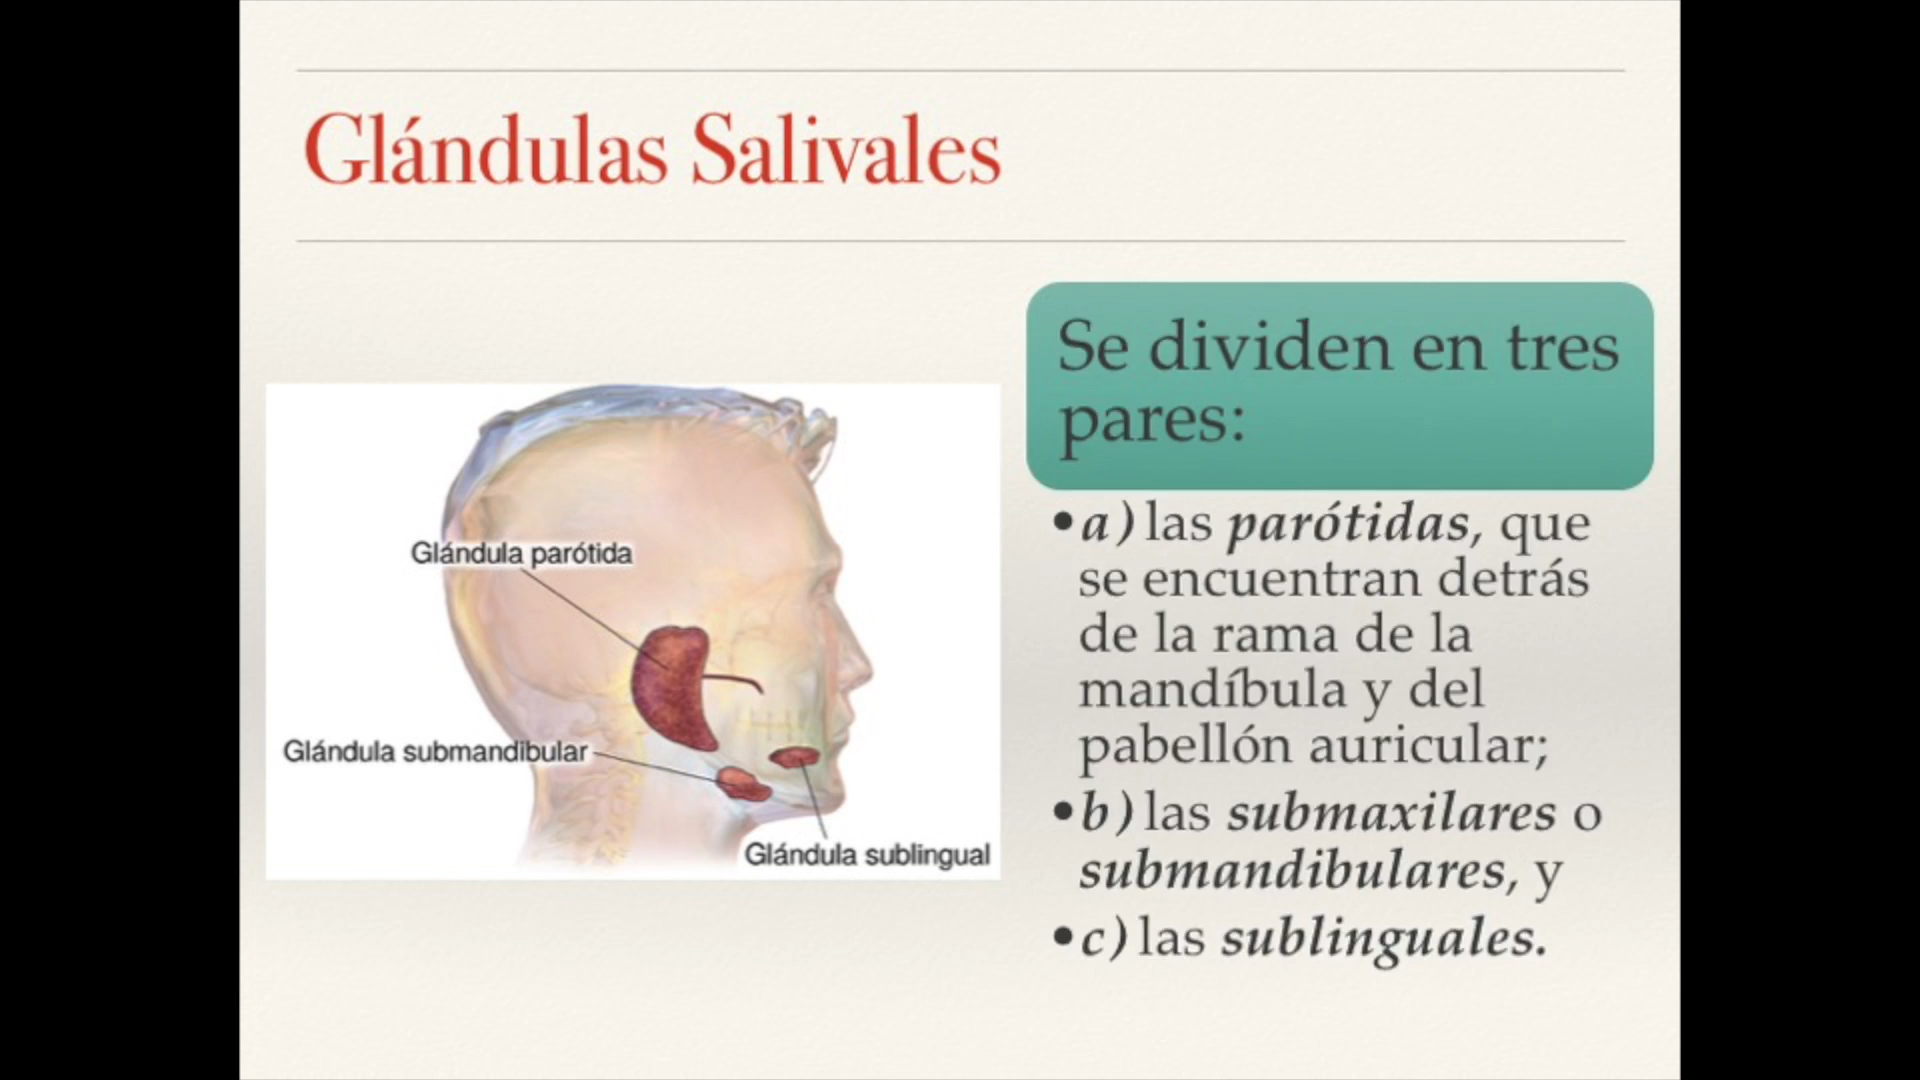 Glándulas Salivales
Se dividen en tres
pares:
Glándula parótida
Glándula submandibular
Glándula sublingual
•a) las parótidas, que
se encuentran detrás
de la rama de la
mandíbula y del
pabellón auricular;
•b) las submaxilares o
submandibulares, y
•c) las sublinguales.